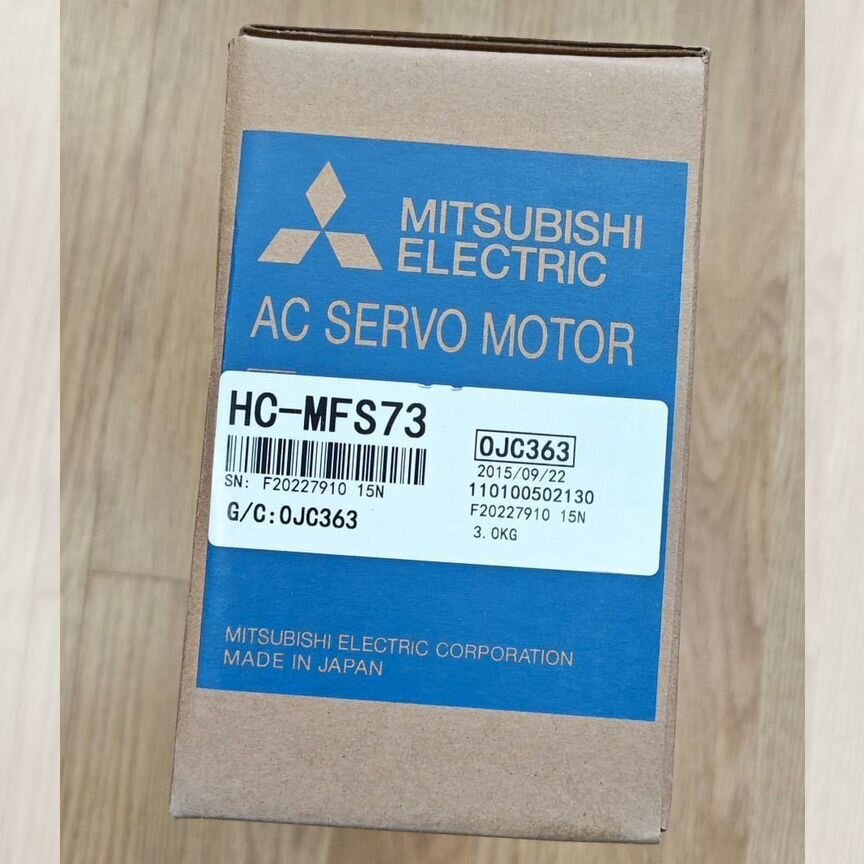 MITSUBISHI
ELECTRIC
AC SERVO MOTOR
HC-MFS73
SN: F20227910 15N
G/C:0JC363
0JC363
2015/09/22
110100502130
F20227910 15N
3.0KG
MITSUBISHI ELECTRIC CORPORATION
MADE IN JAPAN